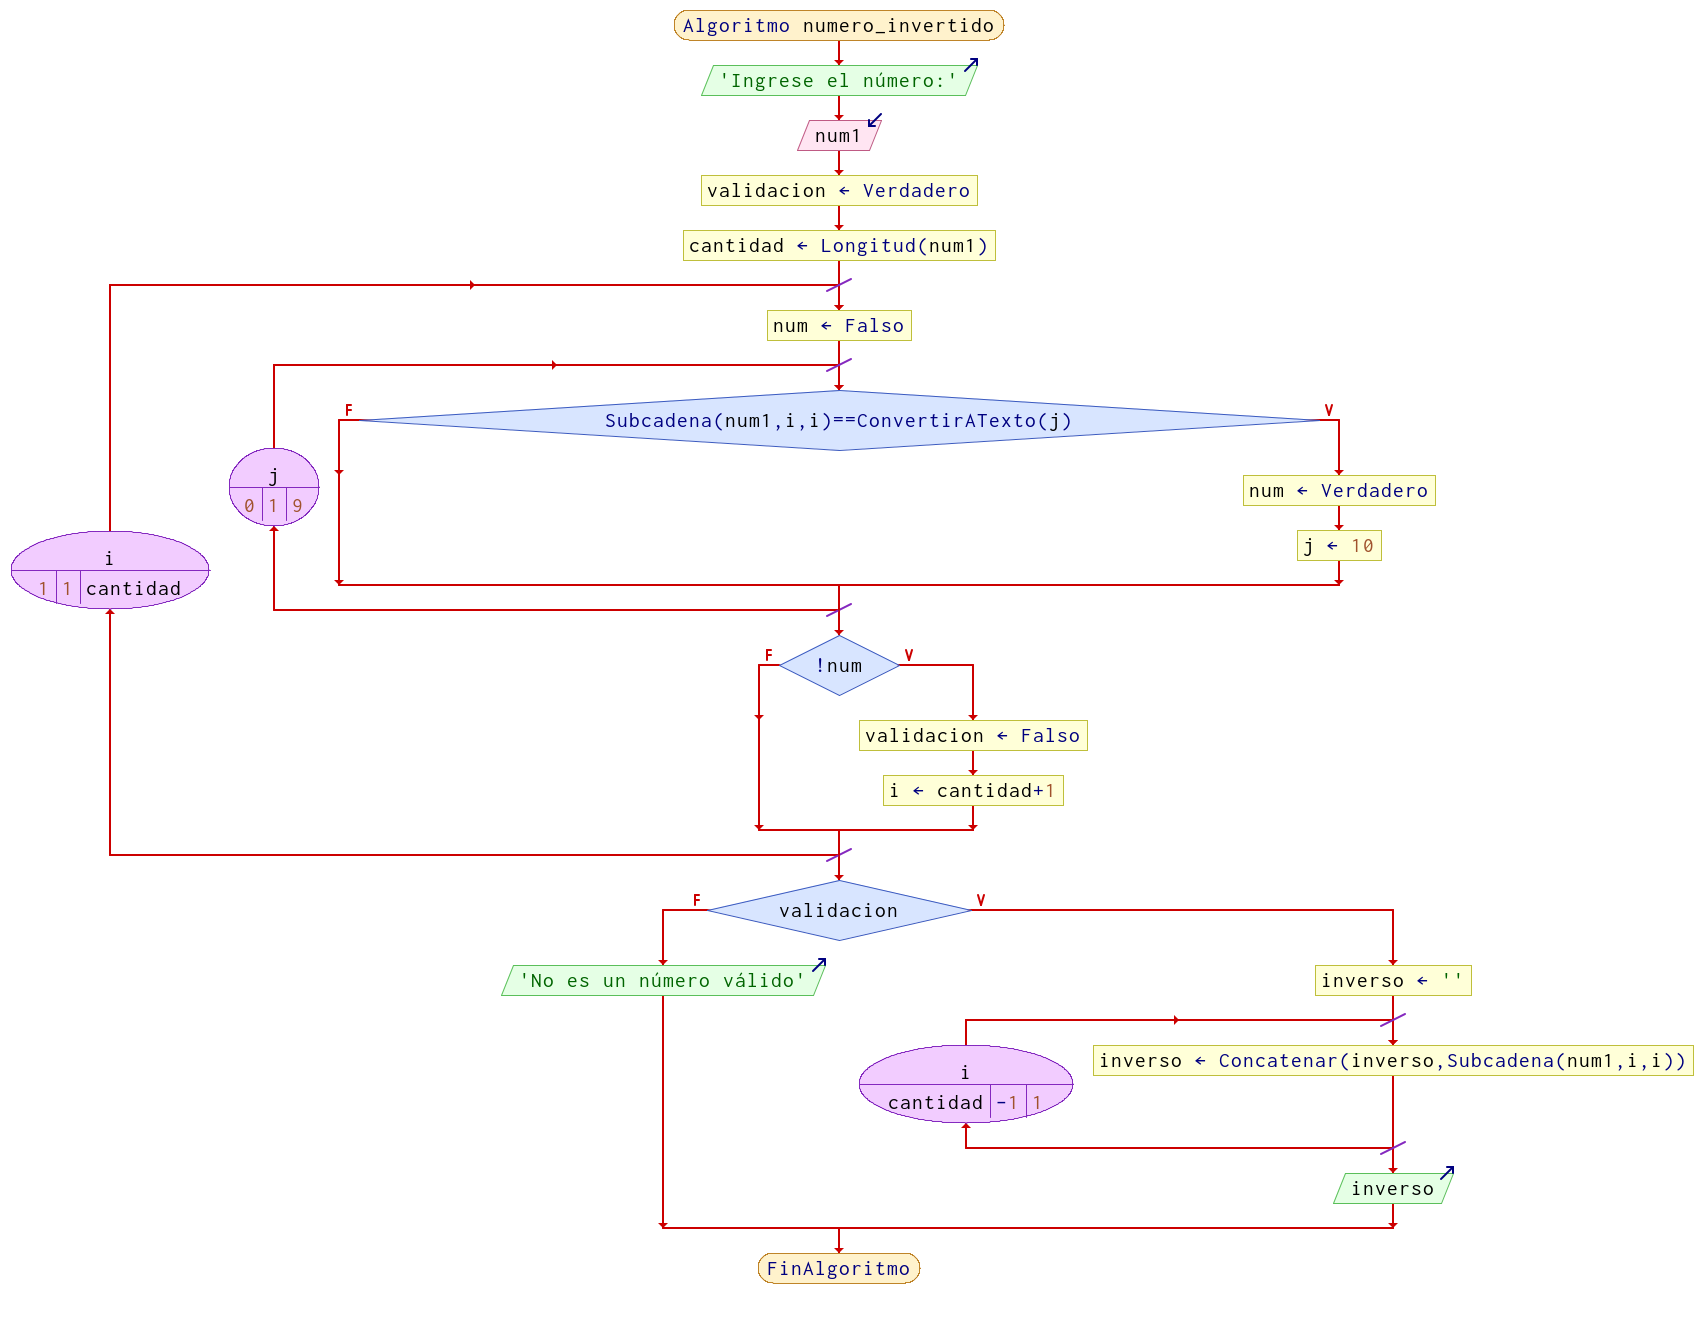 Algoritmo numero_invertido
'Ingrese el número:'
num1
validacion ← Verdadero
cantidad ← Longitud(num1)
num ← Falso
F
V
Subcadena(num1,i,i)==ConvertirATexto(j)
j
0 1 9
num ← Verdadero
j ← 10
i
1 1 cantidad
F
V
!num
validacion ← Falso
i ← cantidad+1
F
V
validacion
'No es un número válido'
inverso ← ''
inverso ← Concatenar(inverso,Subcadena(num1,i,i))
i
cantidad -1 1
inverso
FinAlgoritmo